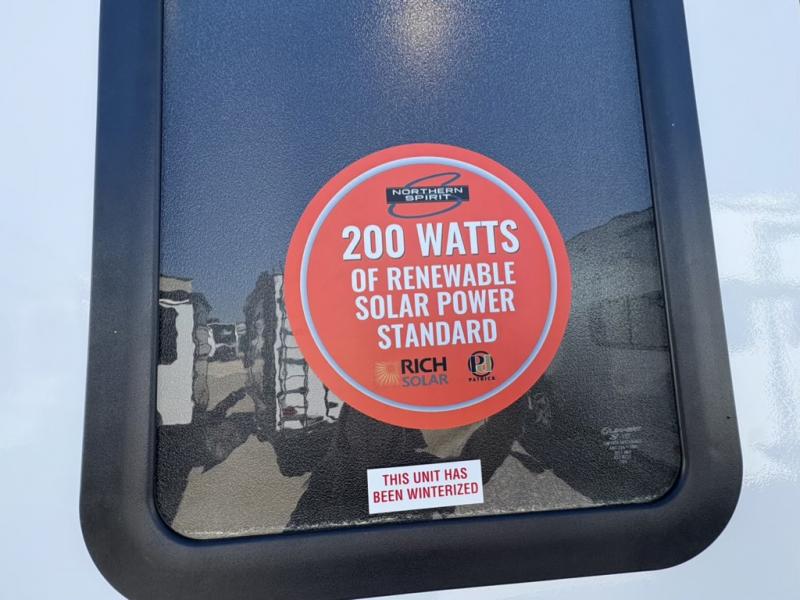 NORTHERN
SPIRIT
200 WATTS
OF RENEWABLE
SOLAR POWER
STANDARD
RICH
SOLAR
PATRICK
THIS UNIT HAS
BEEN WINTERIZED